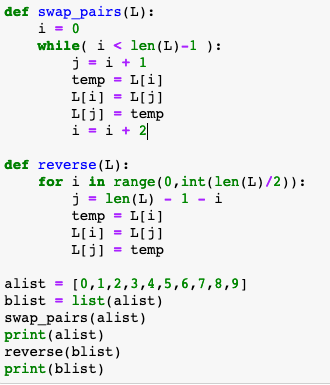 def swap_pairs(L):
    i = 0
    while( i < len(L)-1 ):
        j = i + 1
        temp = L[i]
        L[i] = L[j]
        L[j] = temp
        i = i + 2

def reverse(L):
    for i in range(0,int(len(L)/2)):
        j = len(L) - 1 - i
        temp = L[i]
        L[i] = L[j]
        L[j] = temp

alist = [0,1,2,3,4,5,6,7,8,9]
blist = list(alist)
swap_pairs(alist)
print(alist)
reverse(blist)
print(blist)